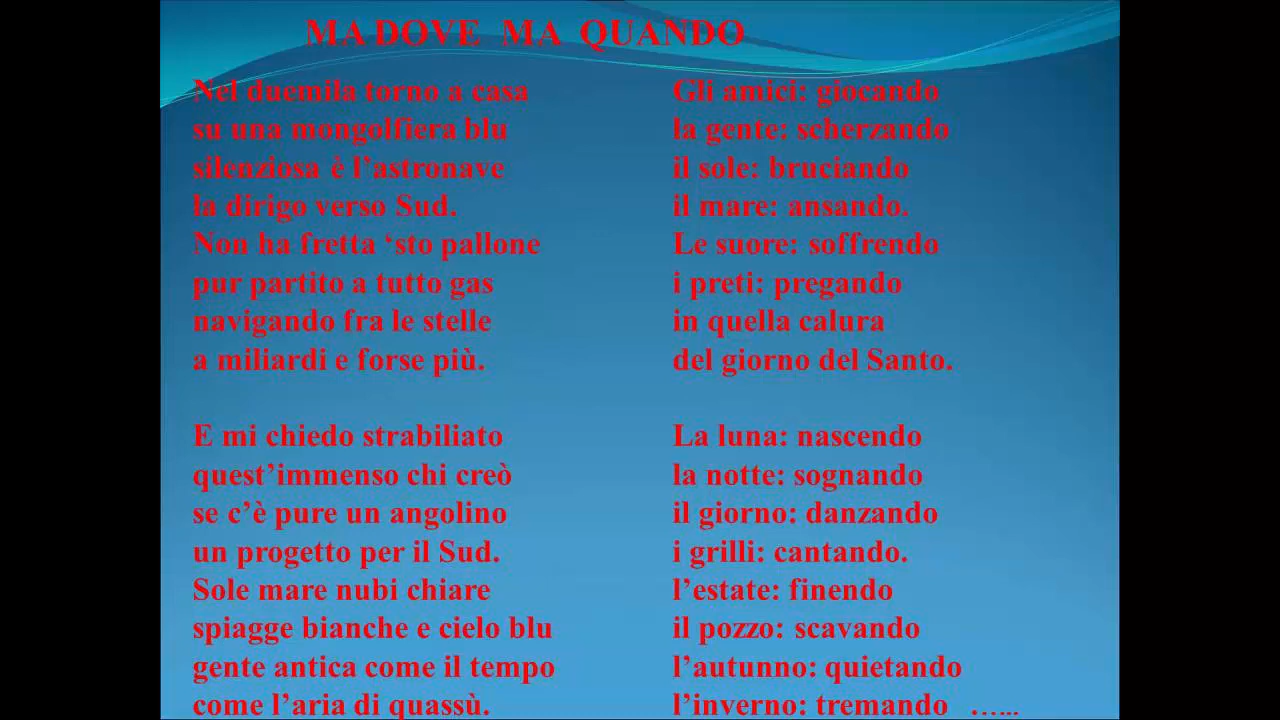 MA DOVE MA QUANDO
Nel duemila torno a casa
su una mongolfiera blu
silenziosa è l’astronave
la dirigo verso Sud.
Non ha fretta ‘sto pallone
pur partito a tutto gas
navigando fra le stelle
a miliardi e forse più.
E mi chiedo strabiliato
quest’immenso chi creò
se c’è pure un angolino
un progetto per il Sud.
Sole mare nubi chiare
spiagge bianche e cielo blu
gente antica come il tempo
come l’aria di quassù.
Gli amici: giocando
la gente: scherzando
il sole: bruciando
il mare: ansando.
Le suore: soffrendo
i preti: pregando
in quella calura
del giorno del Santo.
La luna: nascendo
la notte: sognando
il giorno: danzando
i grilli: cantando.
l’estate: finendo
il pozzo: scavando
l’autunno: quietando
l’inverno: tremando …...